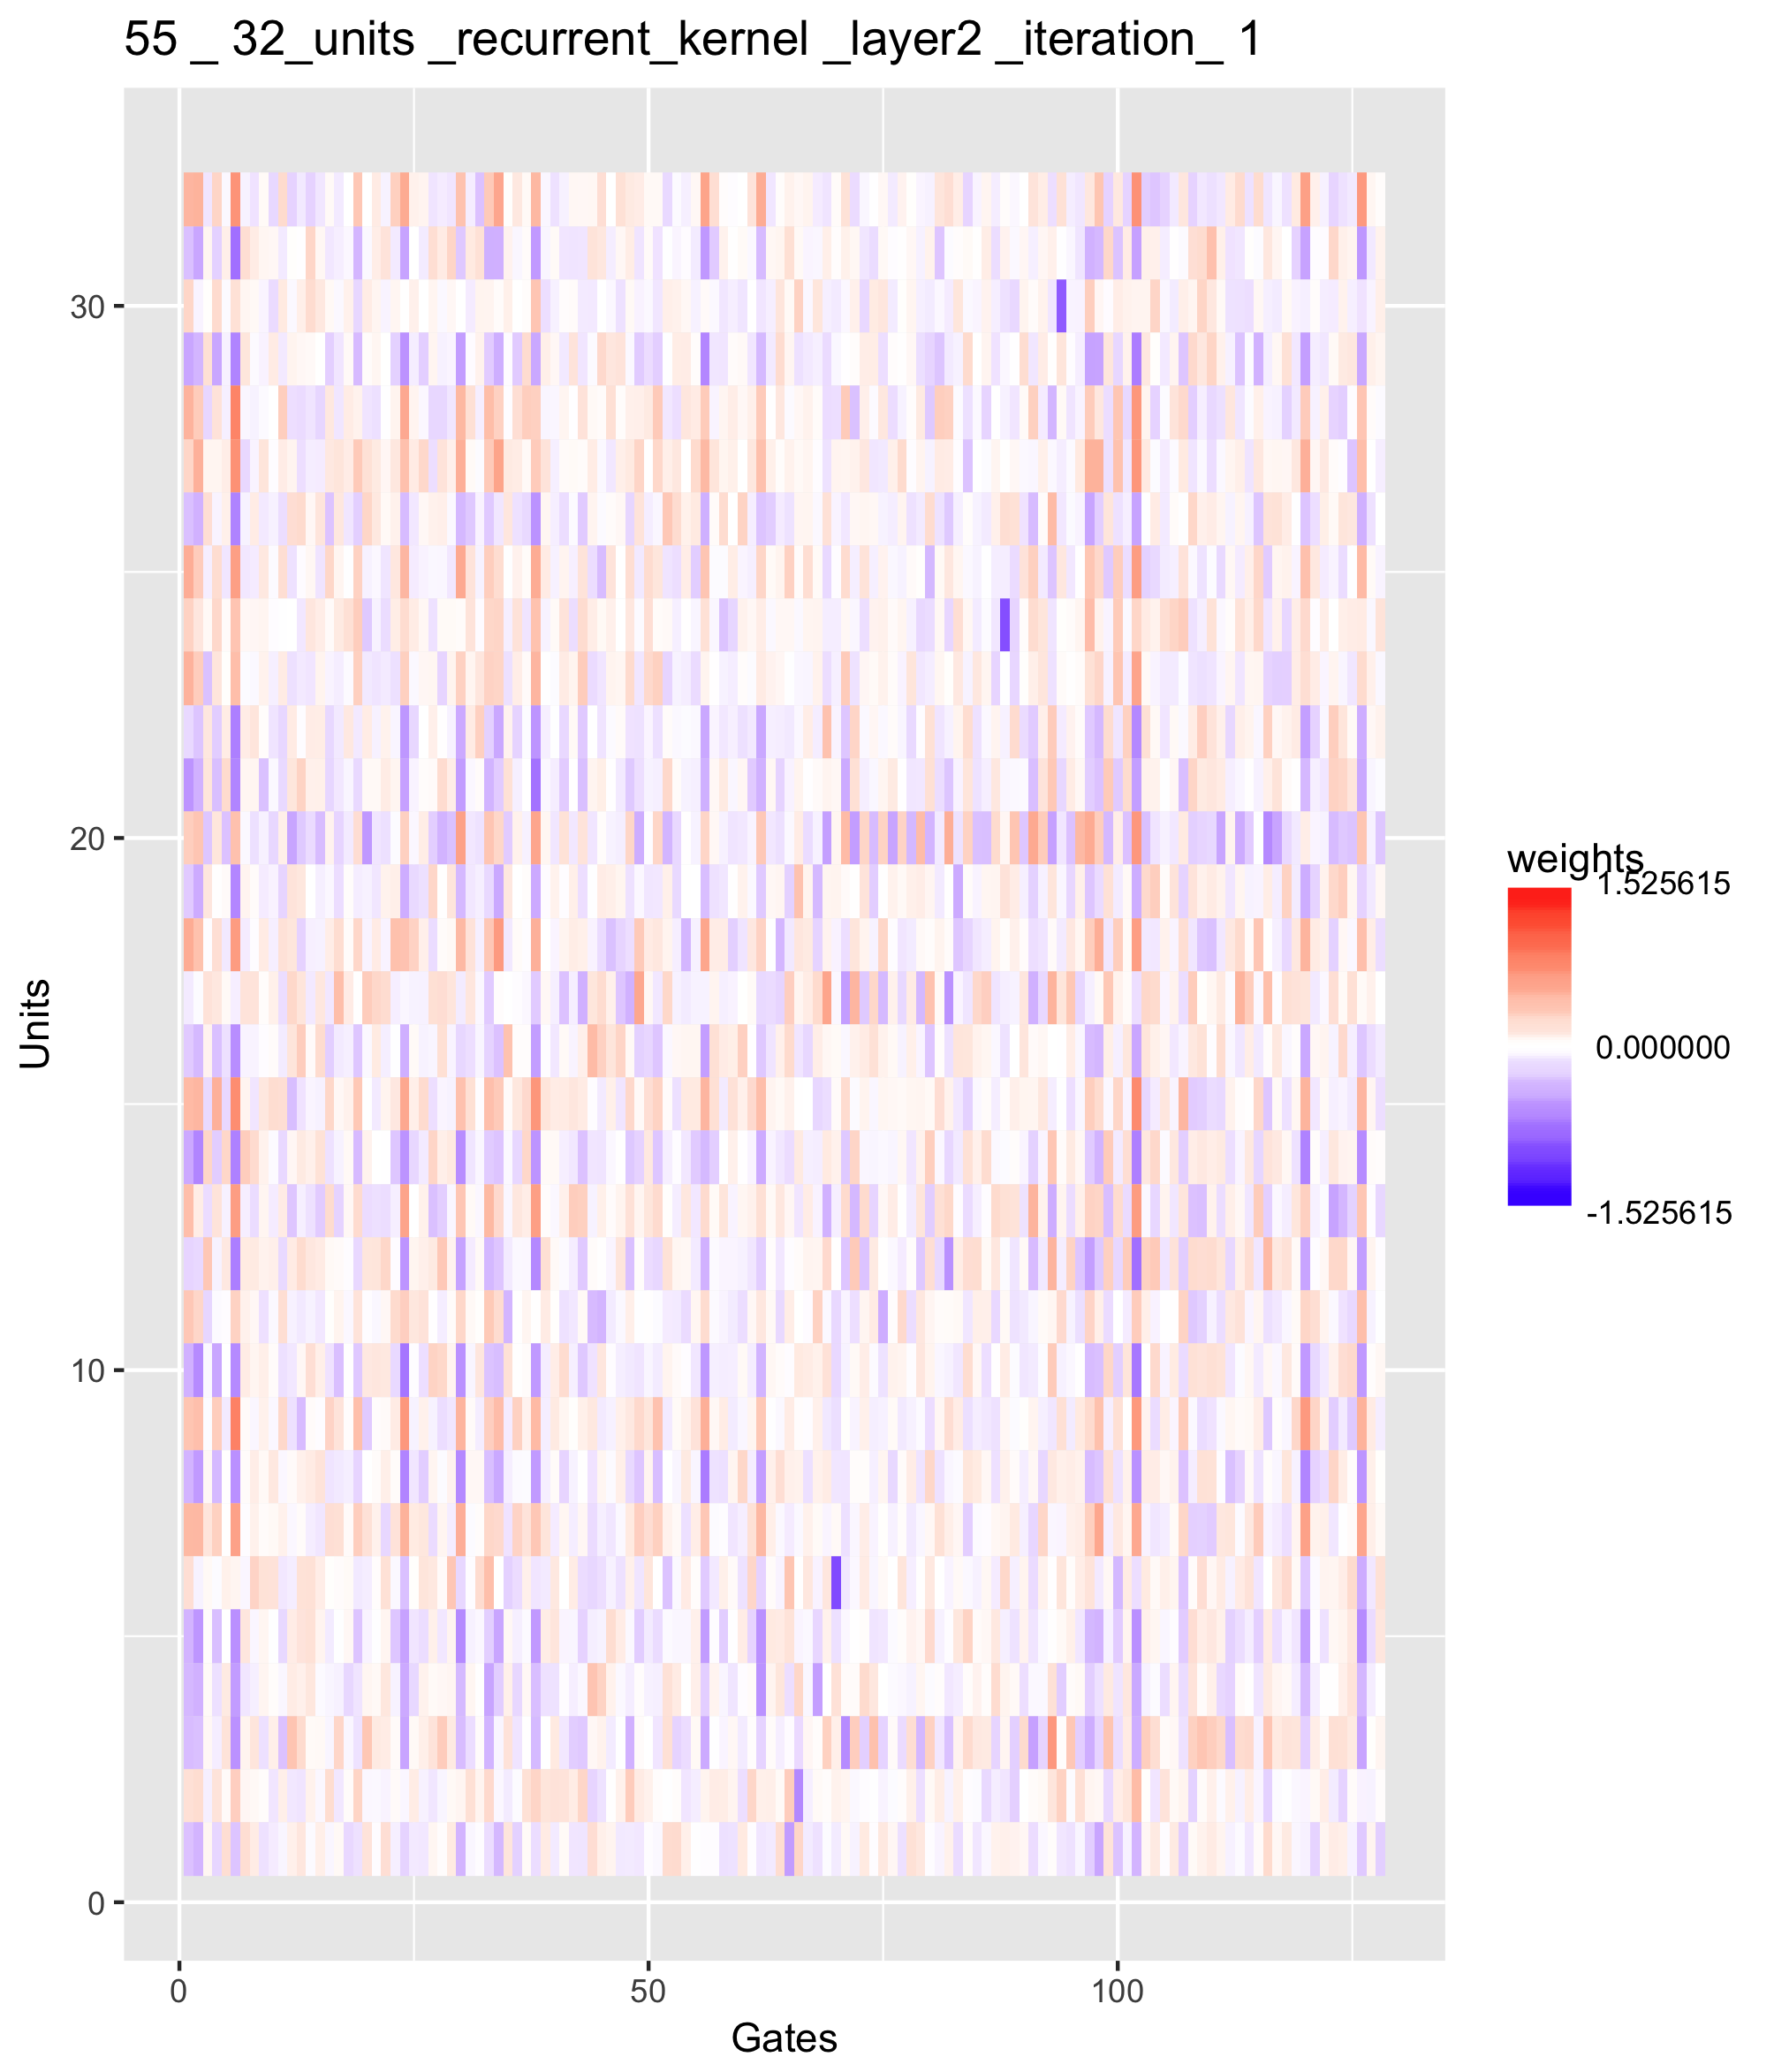 55 _ 32_units _recurrent_kernel _layer2 _iteration_ 1
30
20
10
0
Units
0 50 100
Gates
weights
1.525615
0.000000
-1.525615